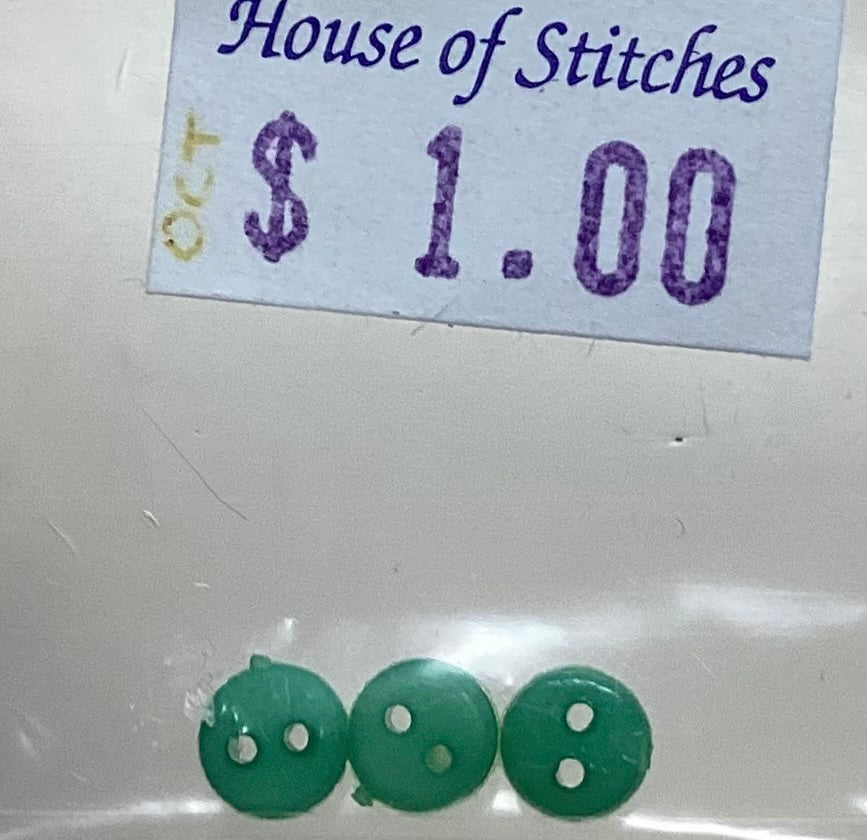 House of Stitches
OCT
$ 1.00